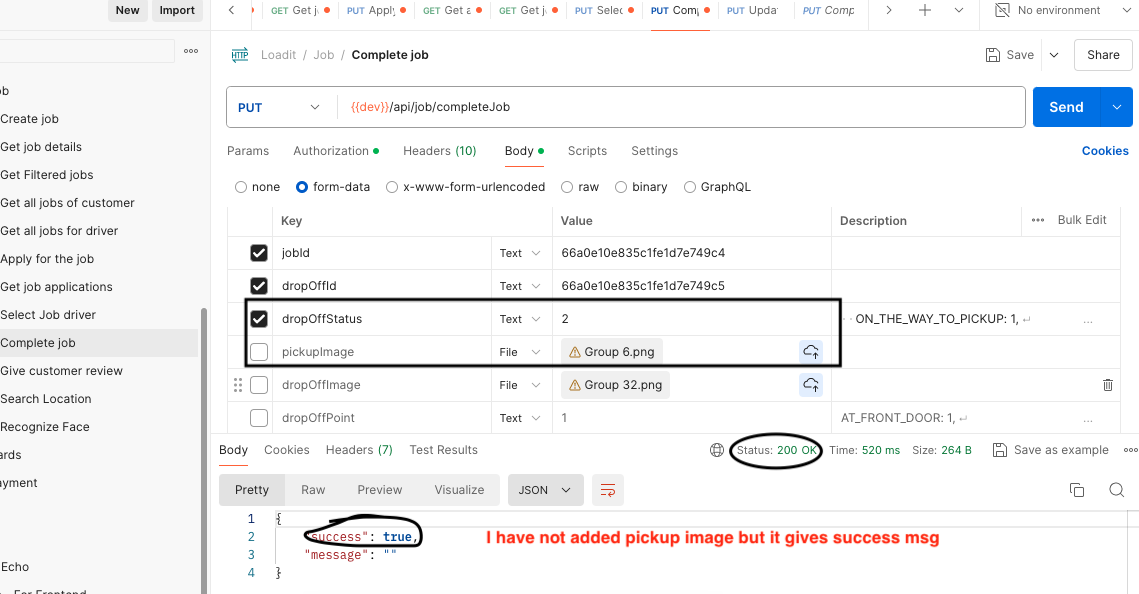 New Import
GET Get j PUT Apply GET Get a GET Get j PUT Selec PUT Comp PUT Upda PUT Comp No environment
HTTP Loadit / Job / Complete job Save Share
PUT {{dev}}/api/job/completeJob Send
Params Authorization Headers (10) Body Scripts Settings Cookies
none form-data x-www-form-urlencoded raw binary GraphQL
Key Value Description Bulk Edit
jobId Text 66a0e10e835c1fe1d7e749c4
dropOffId Text 66a0e10e835c1fe1d7e749c5
dropOffStatus Text 2 ON_THE_WAY_TO_PICKUP: 1, ↵ ...
pickupImage File Group 6.png
dropOffImage File Group 32.png
dropOffPoint Text 1 AT_FRONT_DOOR: 1, ↵ ...
ob
Create job
Get job details
Get Filtered jobs
Get all jobs of customer
Get all jobs for driver
Apply for the job
Get job applications
Select Job driver
Complete job
Give customer review
Search Location
Recognize Face
ards
ayment
Echo
For Frontend
Body Cookies Headers (7) Test Results Status: 200 OK Time: 520 ms Size: 264 B Save as example
Pretty Raw Preview Visualize JSON
1 {
2 "success": true,
3 "message": ""
4 }
I have not added pickup image but it gives success msg